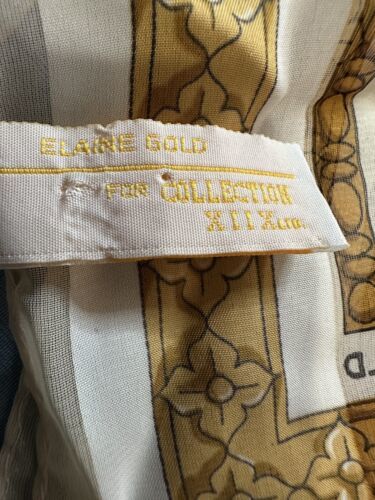 ELAINE GOLD
FOR COLLECTION
XIIX LTD.